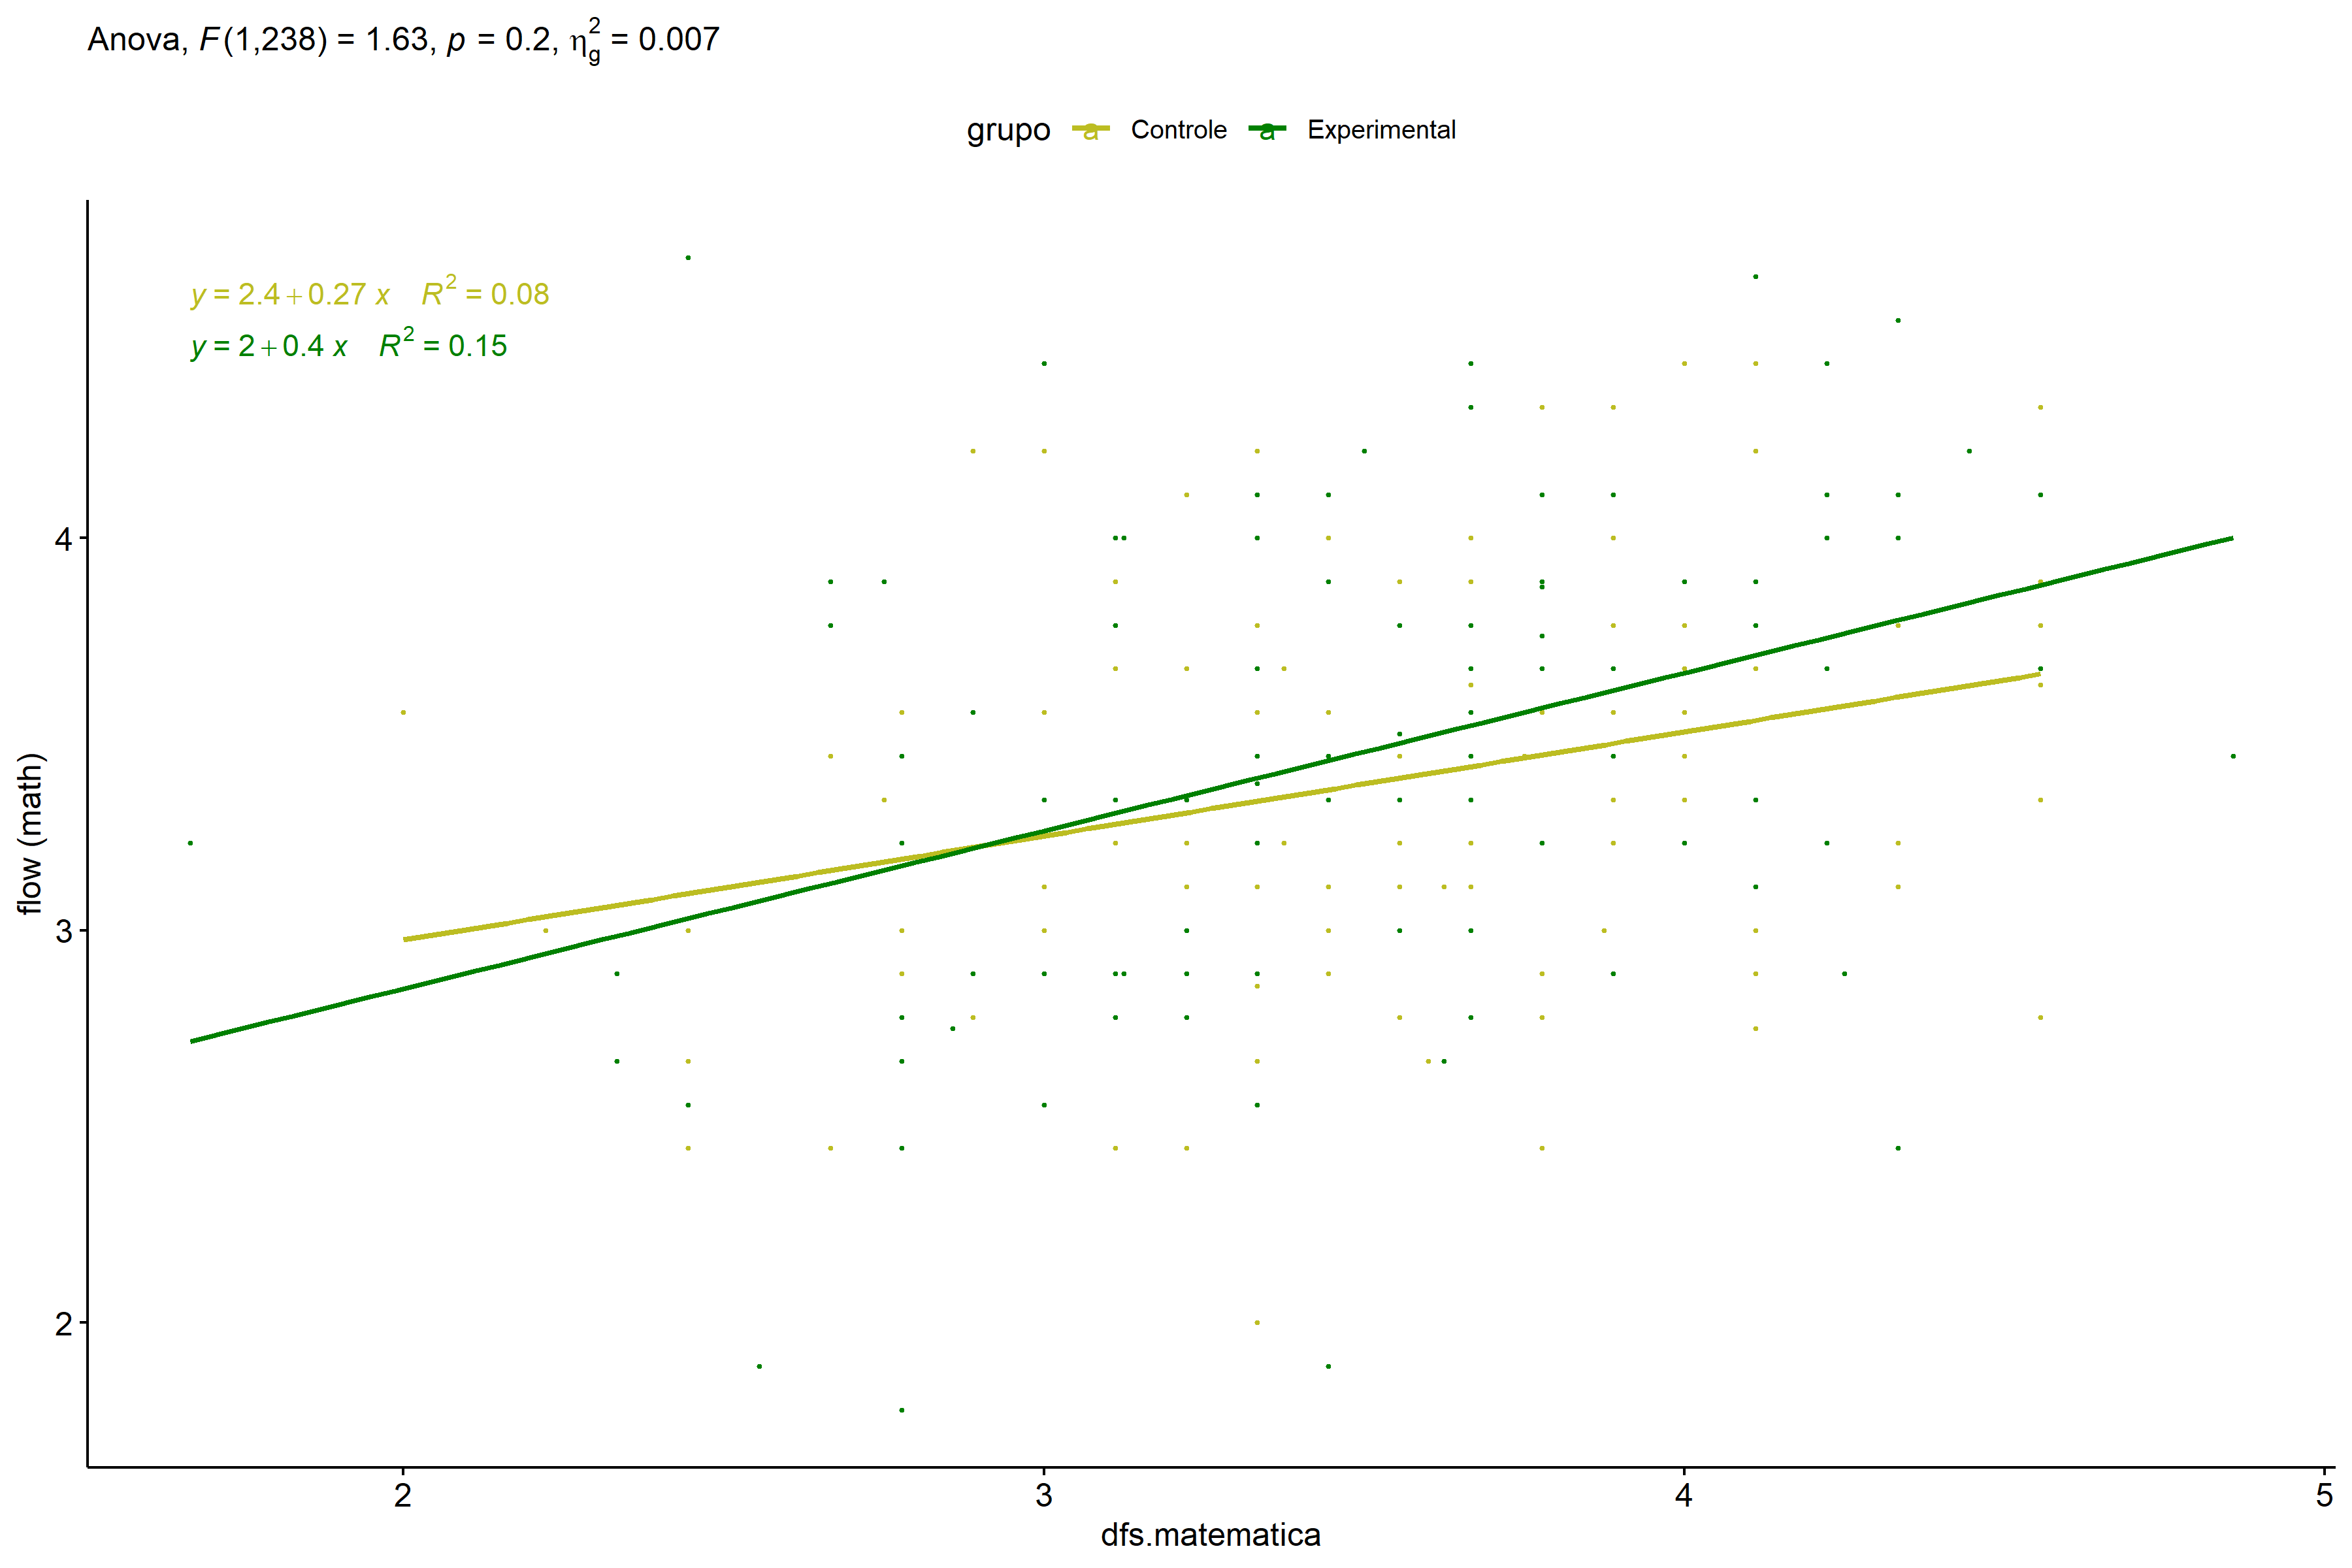 Anova, F(1,238) = 1.63, p = 0.2, η²g = 0.007
grupo a Controle a Experimental
y = 2.4 + 0.27 x R² = 0.08
y = 2 + 0.4 x R² = 0.15
flow (math)
4
3
2
2 3 4 5
dfs.matematica